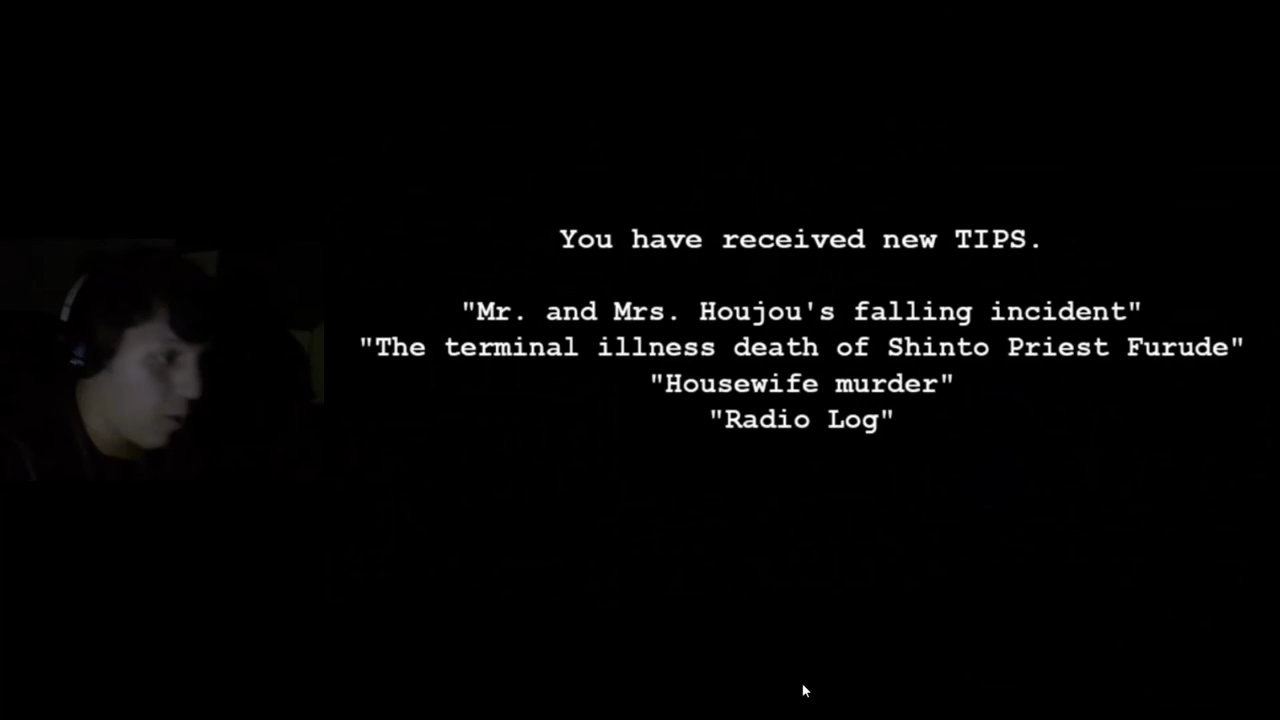 You have received new TIPS.
"Mr. and Mrs. Houjou's falling incident"
"The terminal illness death of Shinto Priest Furude"
"Housewife murder"
"Radio Log"